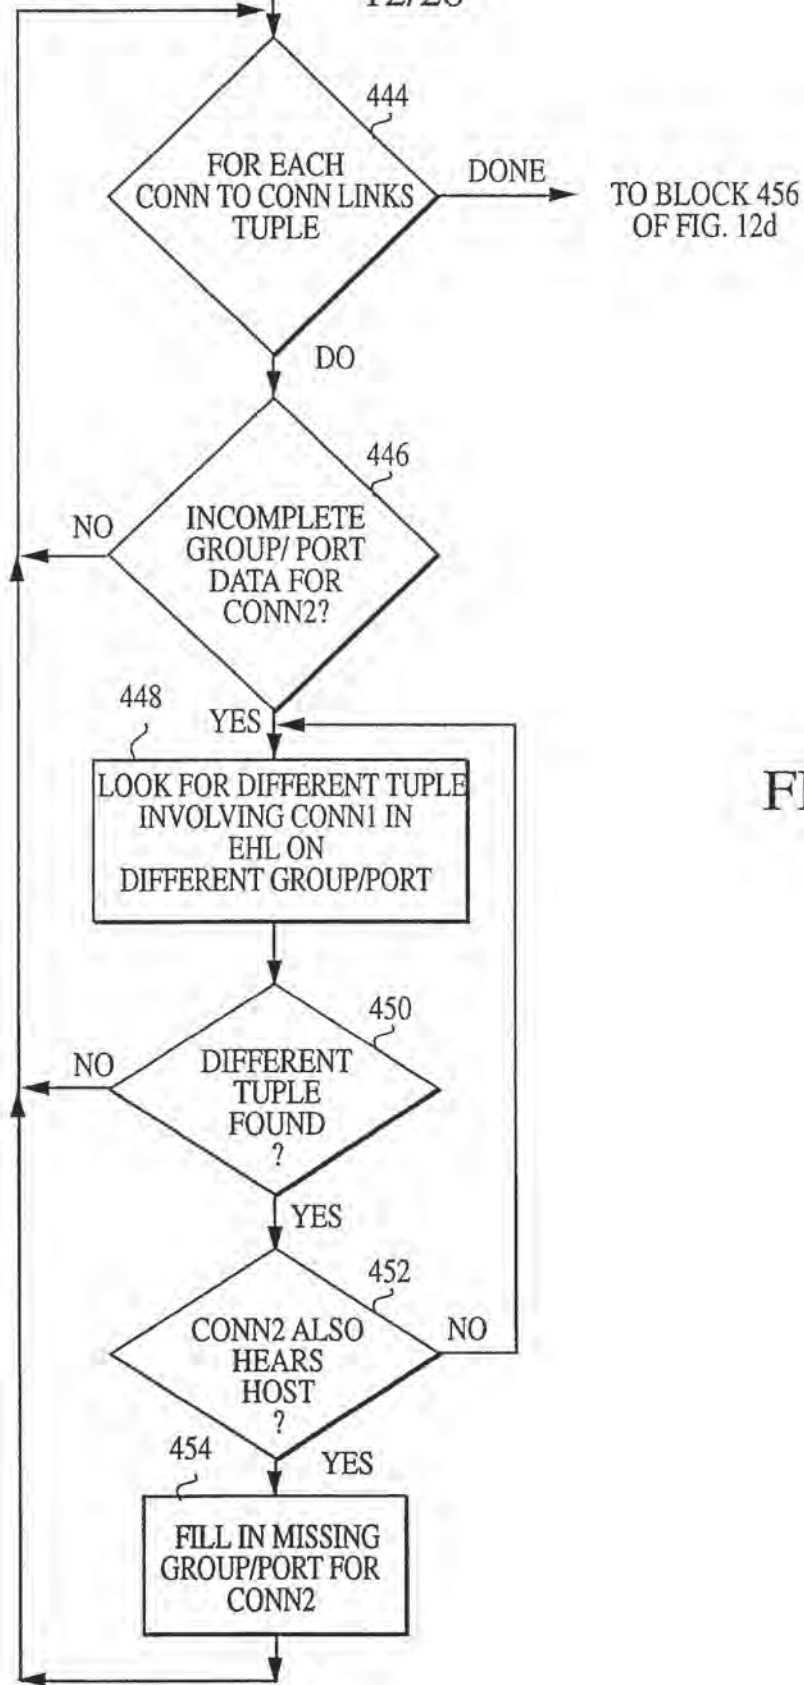 444
FOR EACH
CONN TO CONN LINKS
TUPLE
DONE
TO BLOCK 456
OF FIG. 12d
DO
446
INCOMPLETE
GROUP/ PORT
DATA FOR
CONN2?
NO
YES
448
LOOK FOR DIFFERENT TUPLE
INVOLVING CONN1 IN
EHL ON
DIFFERENT GROUP/PORT
450
DIFFERENT
TUPLE
FOUND
?
NO
YES
452
CONN2 ALSO
HEARS
HOST
?
NO
YES
454
FILL IN MISSING
GROUP/PORT FOR
CONN2